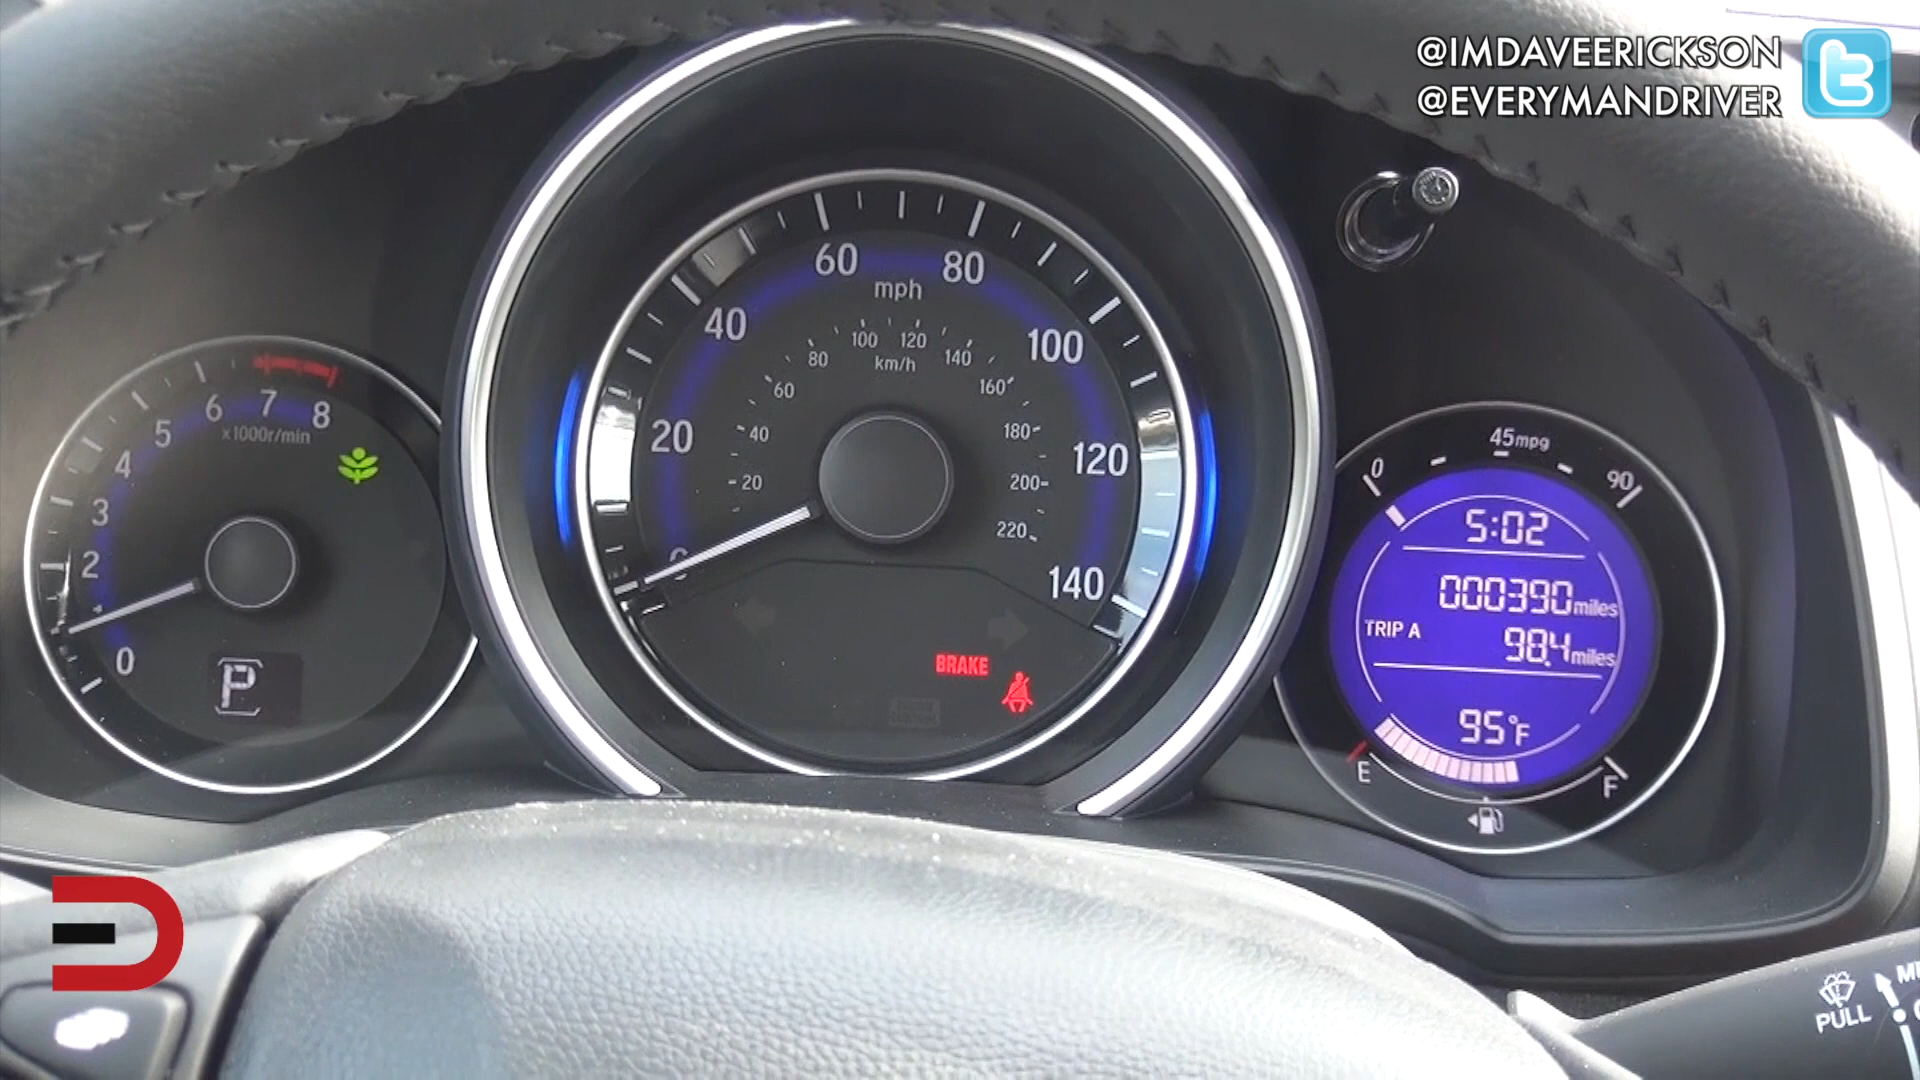 @IMDAVEERICKSON
@EVERYMANDRIVER
0
2
3
4
5
6
7
8
x1000r/min
P
0
20
40
60
80
100
120
140
mph
20
40
60
80
100
120
140
160
180
200
220
km/h
BRAKE
0
45mpg
90
5:02
000390miles
TRIP A
98.4miles
95°F
E
F
PULL